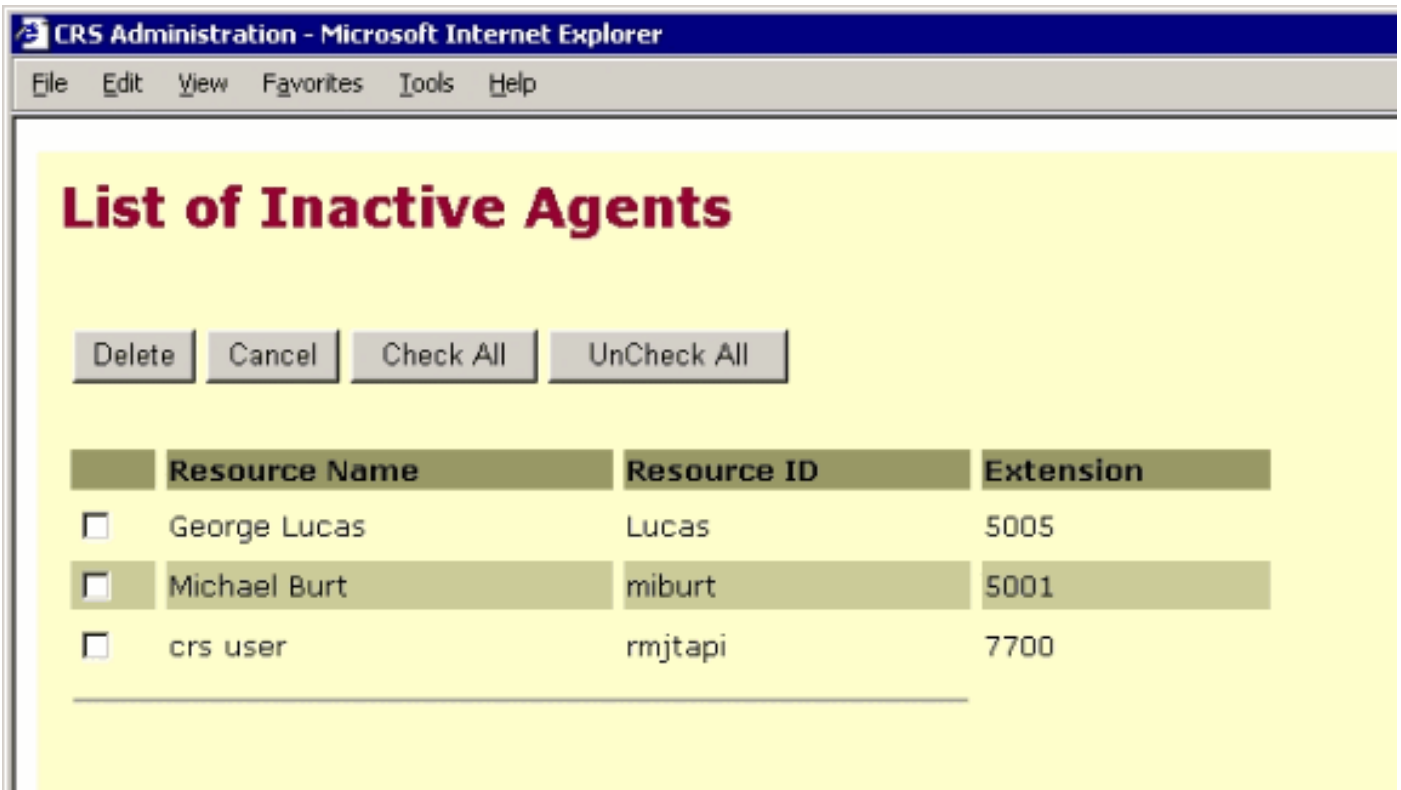 CRS Administration - Microsoft Internet Explorer
File Edit View Favorites Tools Help
List of Inactive Agents
Delete Cancel Check All UnCheck All
Resource Name Resource ID Extension
George Lucas Lucas 5005
Michael Burt miburt 5001
crs user rmjtapi 7700